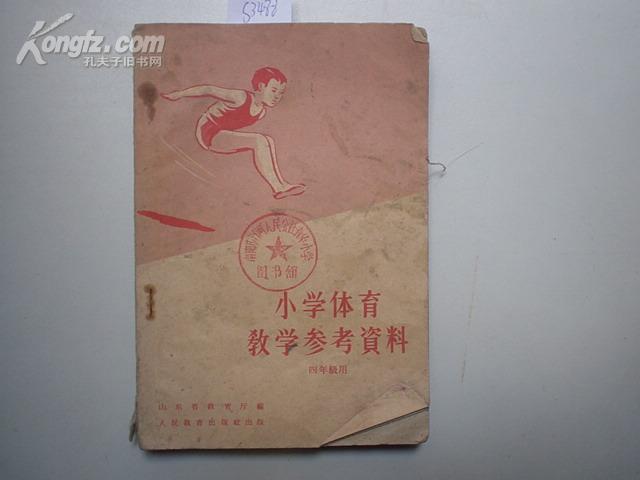 Kongfz.com
孔夫子旧书网
图书馆
小学体育
教学参考資料
四年級用
山东省教育厅編
人民教育出版社出版